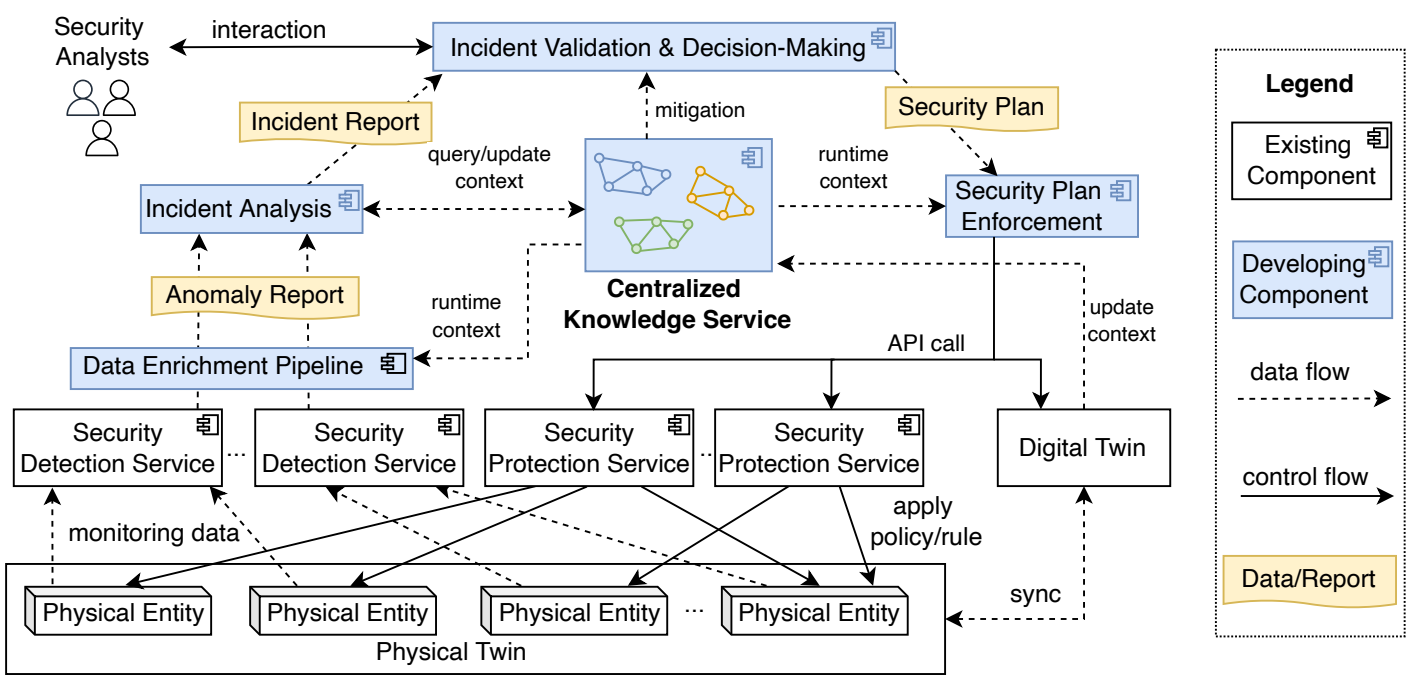 Security
Analysts
interaction
Incident Validation & Decision-Making
Incident Report
mitigation
Security Plan
query/update
context
runtime
context
Incident Analysis
Security Plan
Enforcement
Anomaly Report
Centralized
Knowledge Service
runtime
context
update
context
API call
Data Enrichment Pipeline
Security
Detection Service
...
Security
Detection Service
Security
Protection Service
..
Security
Protection Service
Digital Twin
monitoring data
apply
policy/rule
Physical Entity
Physical Entity
Physical Entity
...
Physical Entity
Physical Twin
sync
Legend
Existing
Component
Developing
Component
data flow
control flow
Data/Report